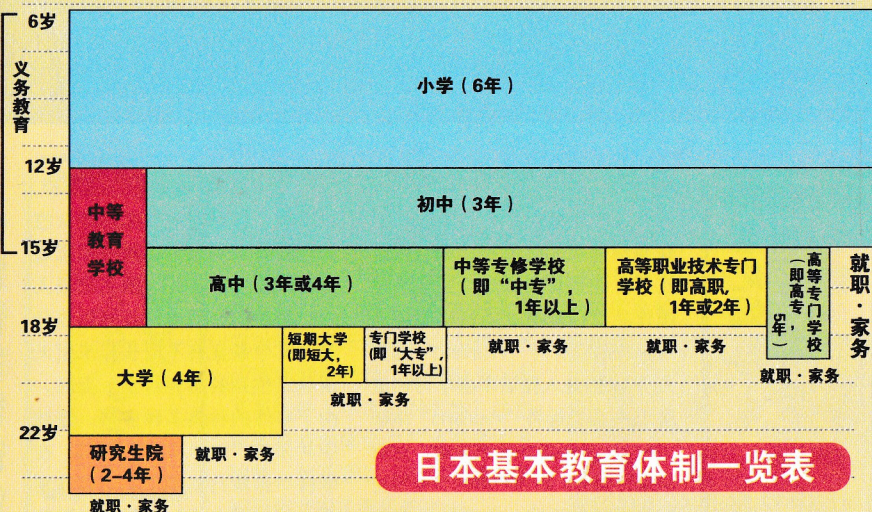 6岁
义务教育
小学（6年）
12岁
中等
教育
学校
初中（3年）
15岁
高中（3年或4年）
中等专修学校
（即“中专”，
1年以上）
高等职业技术专门
学校（即高职,
1年或2年）
高等专门学校
（即高专，
5年）
就职·家务
18岁
大学（4年）
短期大学
(即短大,
2年)
专门学校
(即“大专”,
1年以上)
就职·家务
就职·家务
就职·家务
就职·家务
22岁
研究生院
（2–4年）
就职·家务
就职·家务
日本基本教育体制一览表